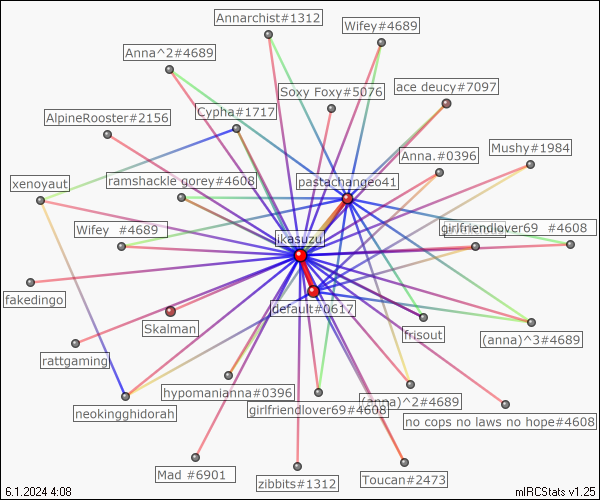 Annarchist#1312
Wifey#4689
Anna^2#4689
ace deucy#7097
Soxy Foxy#5076
Cypha#1717
AlpineRooster#2156
Mushy#1984
Anna.#0396
xenoyaut
ramshackle gorey#4608
pastachangeo41
Wifey  #4689
girlfriendlover69  #4608
ikasuzu
fakedingo
default#0617
Skalman
frisout
(anna)^3#4689
rattgaming
hypomanianna#0396
(anna)^2#4689
neokingghidorah
girlfriendlover69#4608
no cops no laws no hope#4608
Mad #6901
zibbits#1312
Toucan#2473
6.1.2024 4:08
mIRCStats v1.25